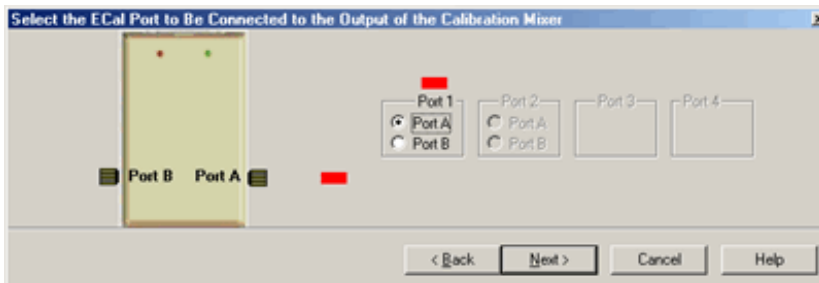 Select the ECal Port to Be Connected to the Output of the Calibration Mixer
Port 1 Port 2 Port 3 Port 4
Port A Port A
Port B Port B
Port B Port A
< Back Next > Cancel Help